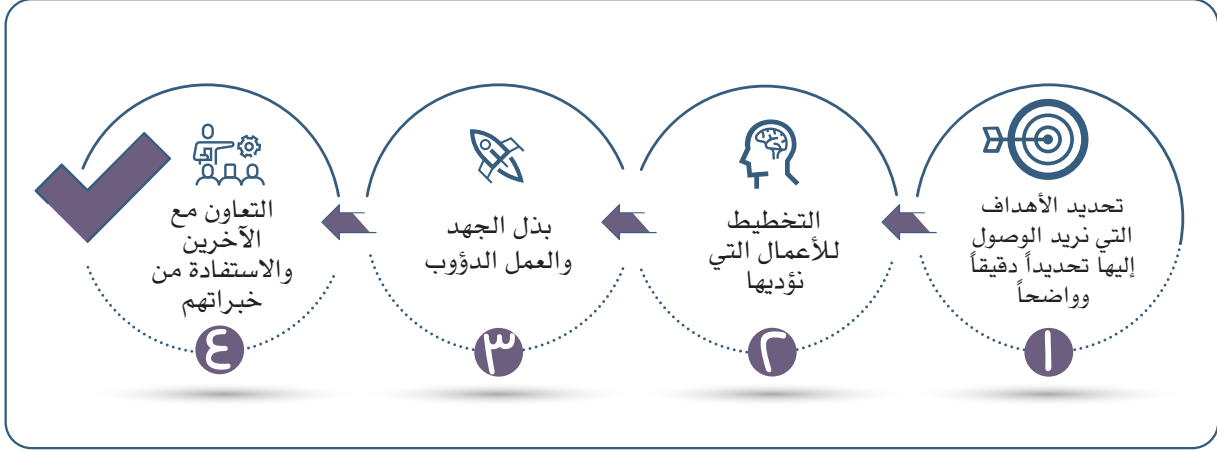 تحديد الأهداف
التي نريد الوصول
إليها تحديداً دقيقاً
وواضحاً
١
التخطيط
للأعمال التي
نؤديها
٢
بذل الجهد
والعمل الدؤوب
٣
التعاون مع
الآخرين
والاستفادة من
خبراتهم
٤